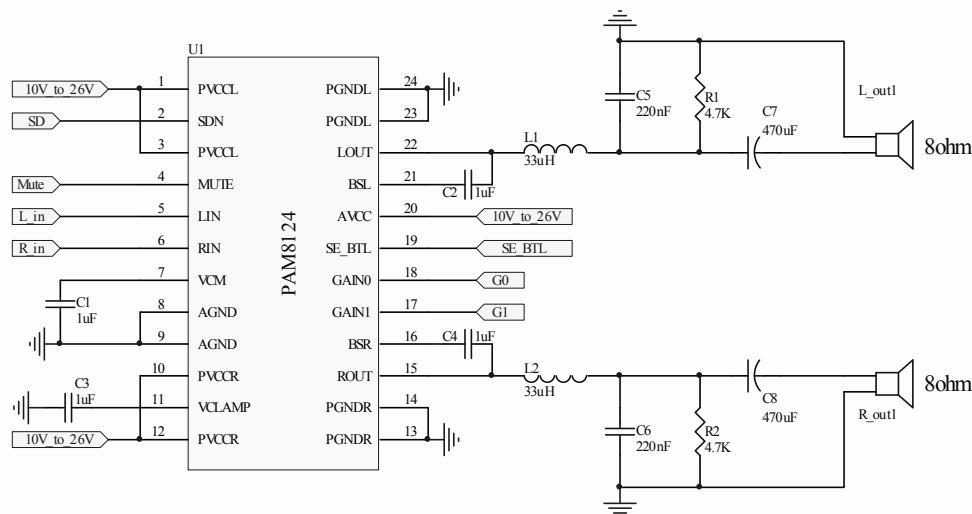 U1
10V_to_26V 1 PVCCL PGNDL 24
SD 2 SDN PGNDL 23
3 PVCCL LOUT 22
Mute 4 MUTE BSL 21
L_in 5 LIN AVCC 20 10V_to_26V
R_in 6 RIN SE_BTL 19 SE_BTL
7 VCM GAIN0 18 G0
8 AGND GAIN1 17 G1
9 AGND BSR 16
10 PVCCR ROUT 15
11 VCLAMP PGNDR 14
10V_to_26V 12 PVCCR PGNDR 13
PAM8124
C1
1uF
C3
1uF
C2 1uF
C4 1uF
L1
33uH
C5
220nF
R1
4.7K
C7
470uF
L_out1
8ohm
L2
33uH
C6
220nF
R2
4.7K
C8
470uF
8ohm
R_out1